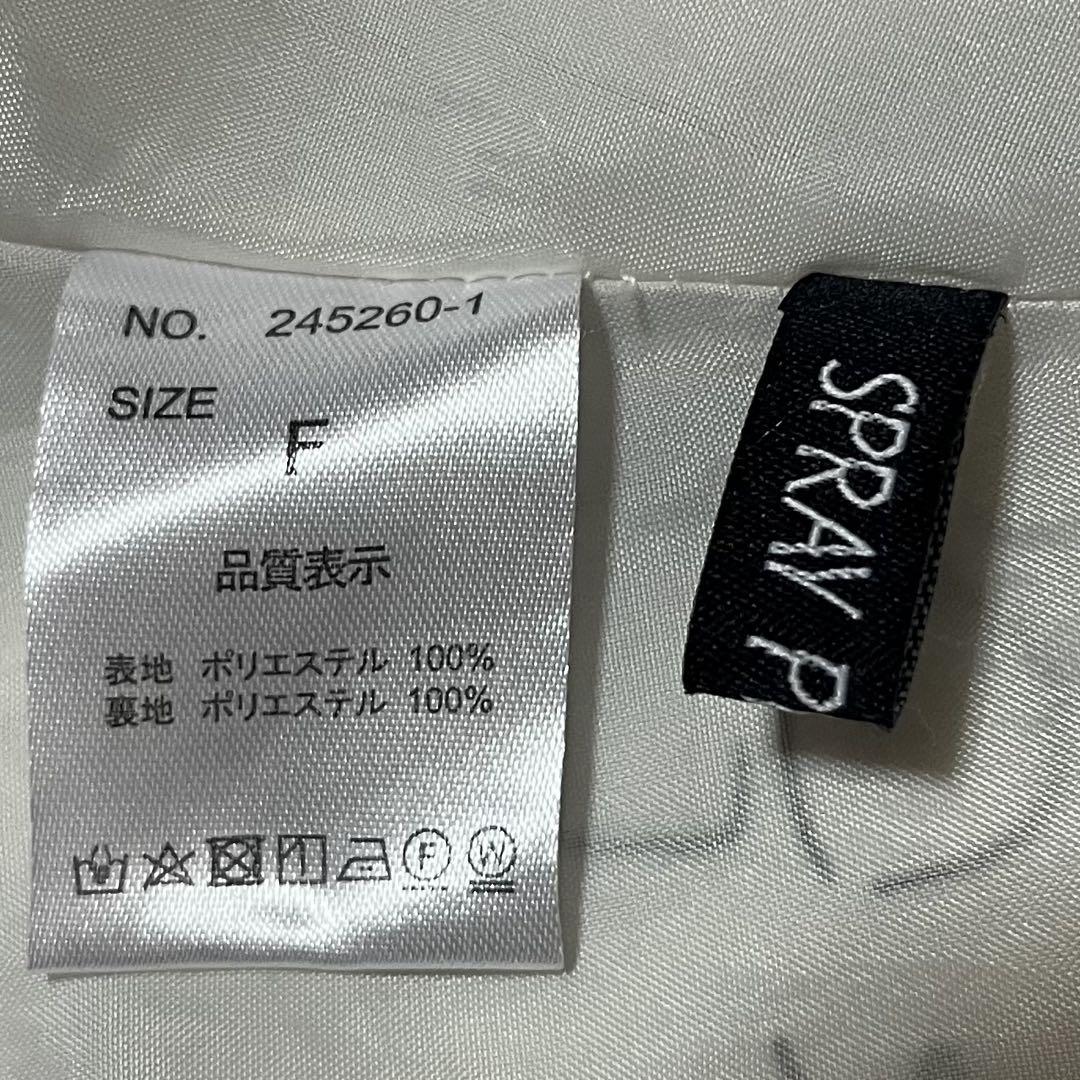 NO. 245260-1
SIZE
F
品質表示
表地 ポリエステル 100%
裏地 ポリエステル 100%
F W
SPRAY P